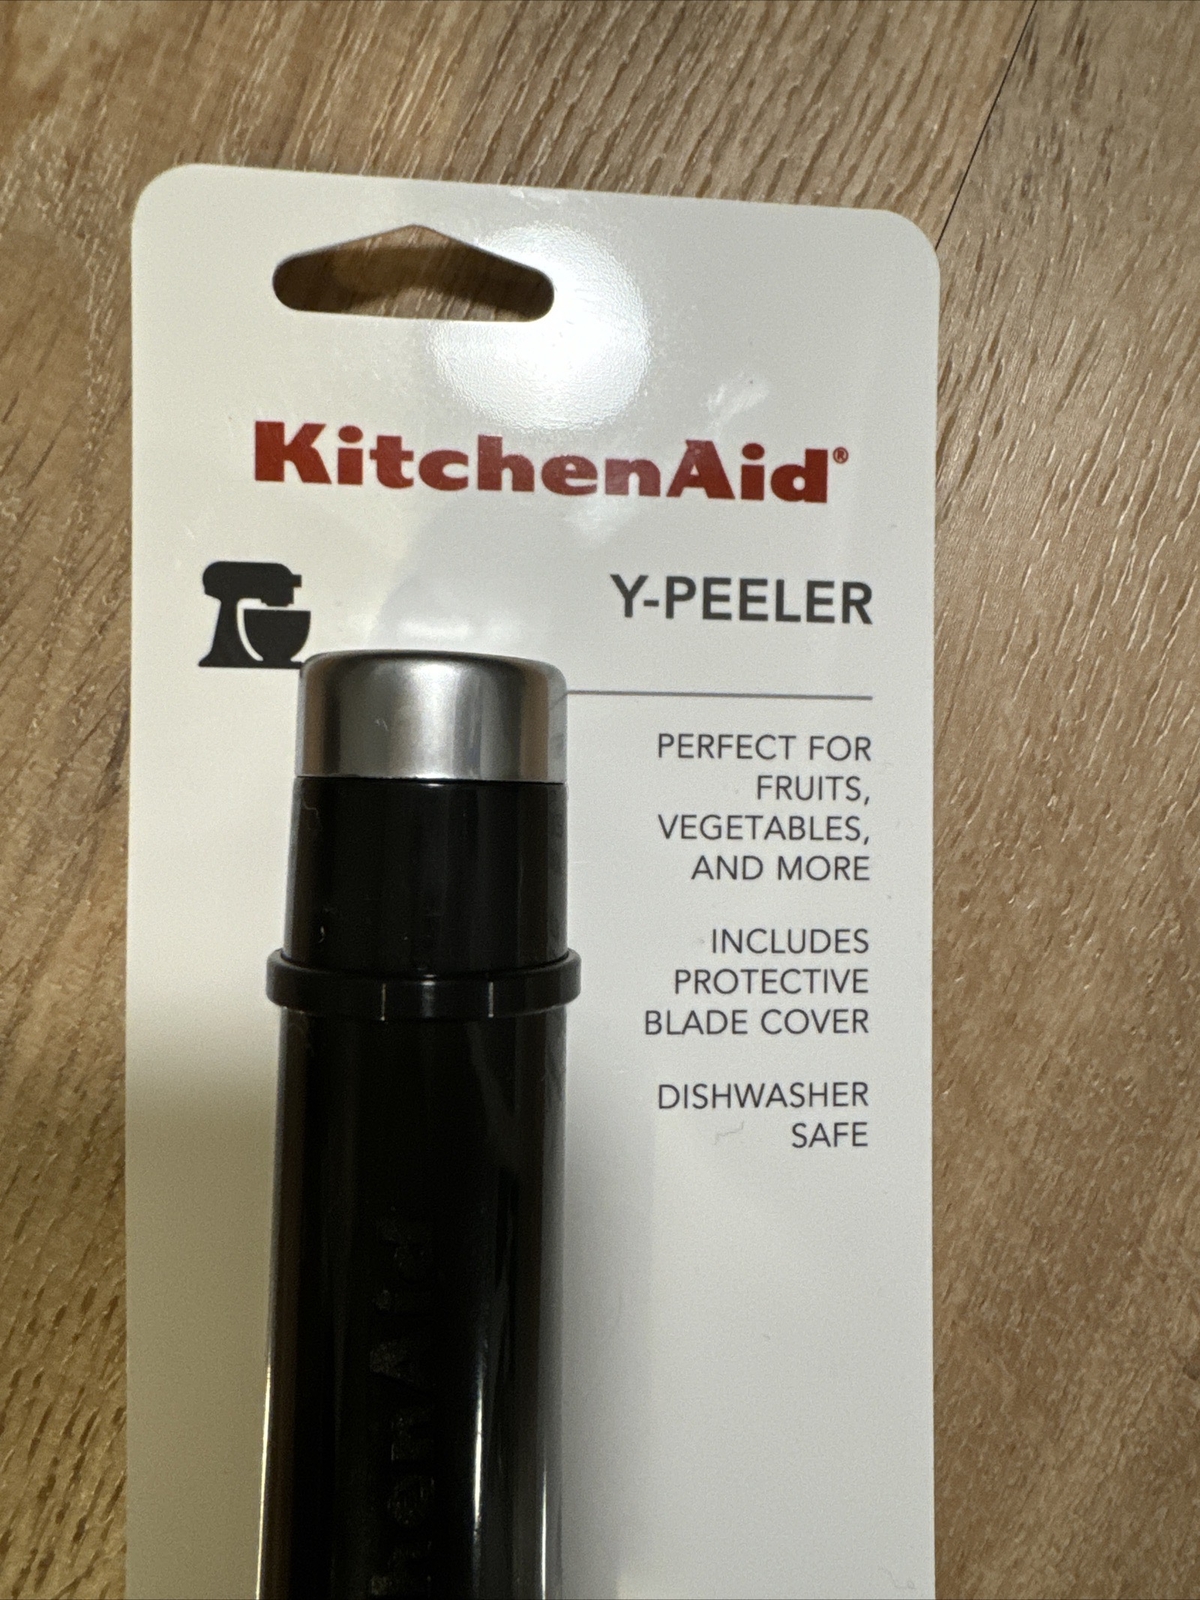 KitchenAid®
Y-PEELER
PERFECT FOR
FRUITS,
VEGETABLES,
AND MORE
INCLUDES
PROTECTIVE
BLADE COVER
DISHWASHER
SAFE